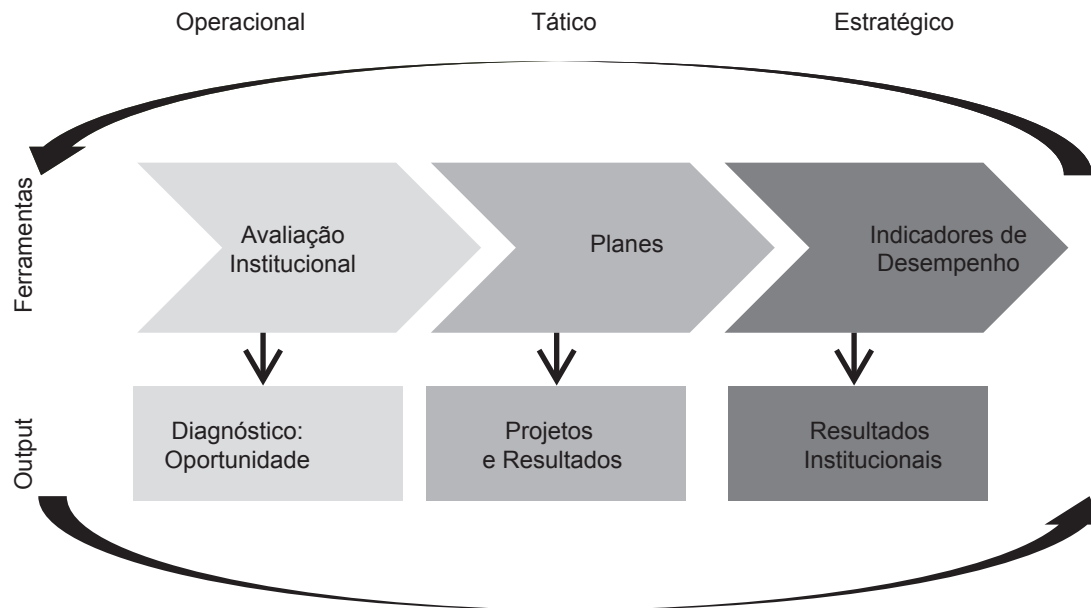 Operacional
Tático
Estratégico
Ferramentas
Avaliação
Institucional
Planes
Indicadores de
Desempenho
Output
Diagnóstico:
Oportunidade
Projetos
e Resultados
Resultados
Institucionais